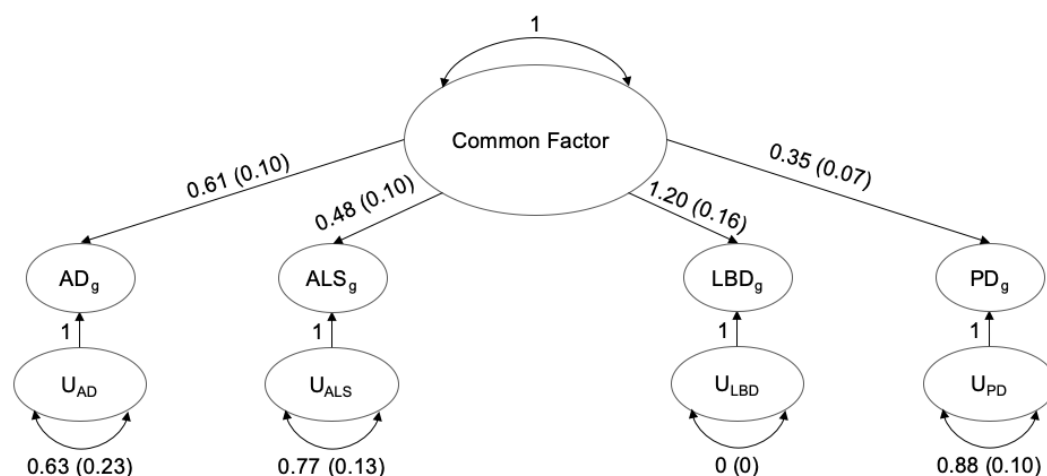 1
Common Factor
0.61 (0.10)
0.48 (0.10)
1.20 (0.16)
0.35 (0.07)
ADg
ALSg
LBDg
PDg
1
1
1
1
UAD
UALS
ULBD
UPD
0.63 (0.23)
0.77 (0.13)
0 (0)
0.88 (0.10)